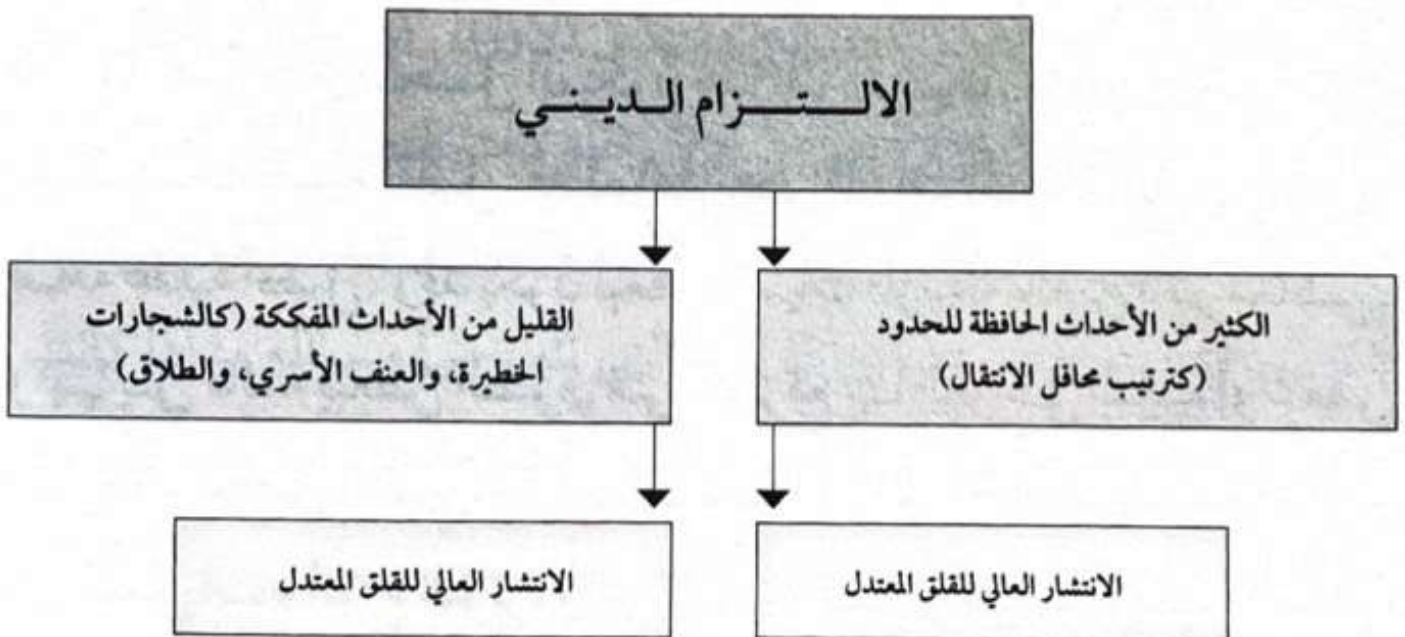 الالتزام الديني
الكثير من الأحداث الحافظة للحدود
(كترتيب محافل الانتقال)
القليل من الأحداث المفككة (كالشجارات
الخطيرة، والعنف الأسري، والطلاق)
الانتشار العالي للقلق المعتدل
الانتشار العالي للقلق المعتدل